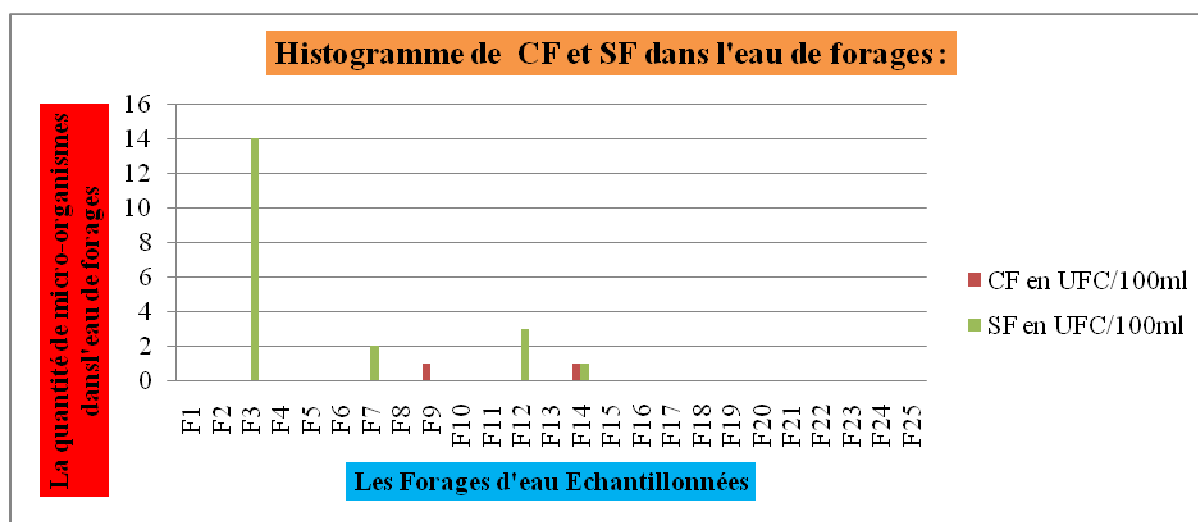 Histogramme de CF et SF dans l'eau de forages :
La quantité de micro-organismes
dansl'eau de forages
16
14
12
10
8
6
4
2
0
F1
F2
F3
F4
F5
F6
F7
F8
F9
F10
F11
F12
F13
F14
F15
F16
F17
F18
F19
F20
F21
F22
F23
F24
F25
Les Forages d'eau Echantillonnées
CF en UFC/100ml
SF en UFC/100ml